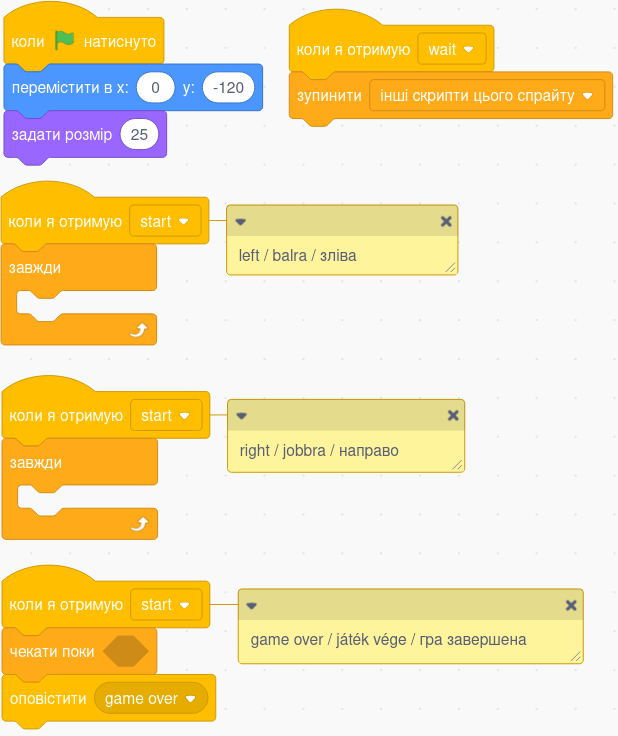 коли натиснуто
перемістити в x: 0 y: -120
задати розмір 25
коли я отримую wait
зупинити інші скрипти цього спрайту
коли я отримую start
завжди
left / balra / зліва
коли я отримую start
завжди
right / jobbra / направо
коли я отримую start
чекати поки
оповістити game over
game over / játék vége / гра завершена